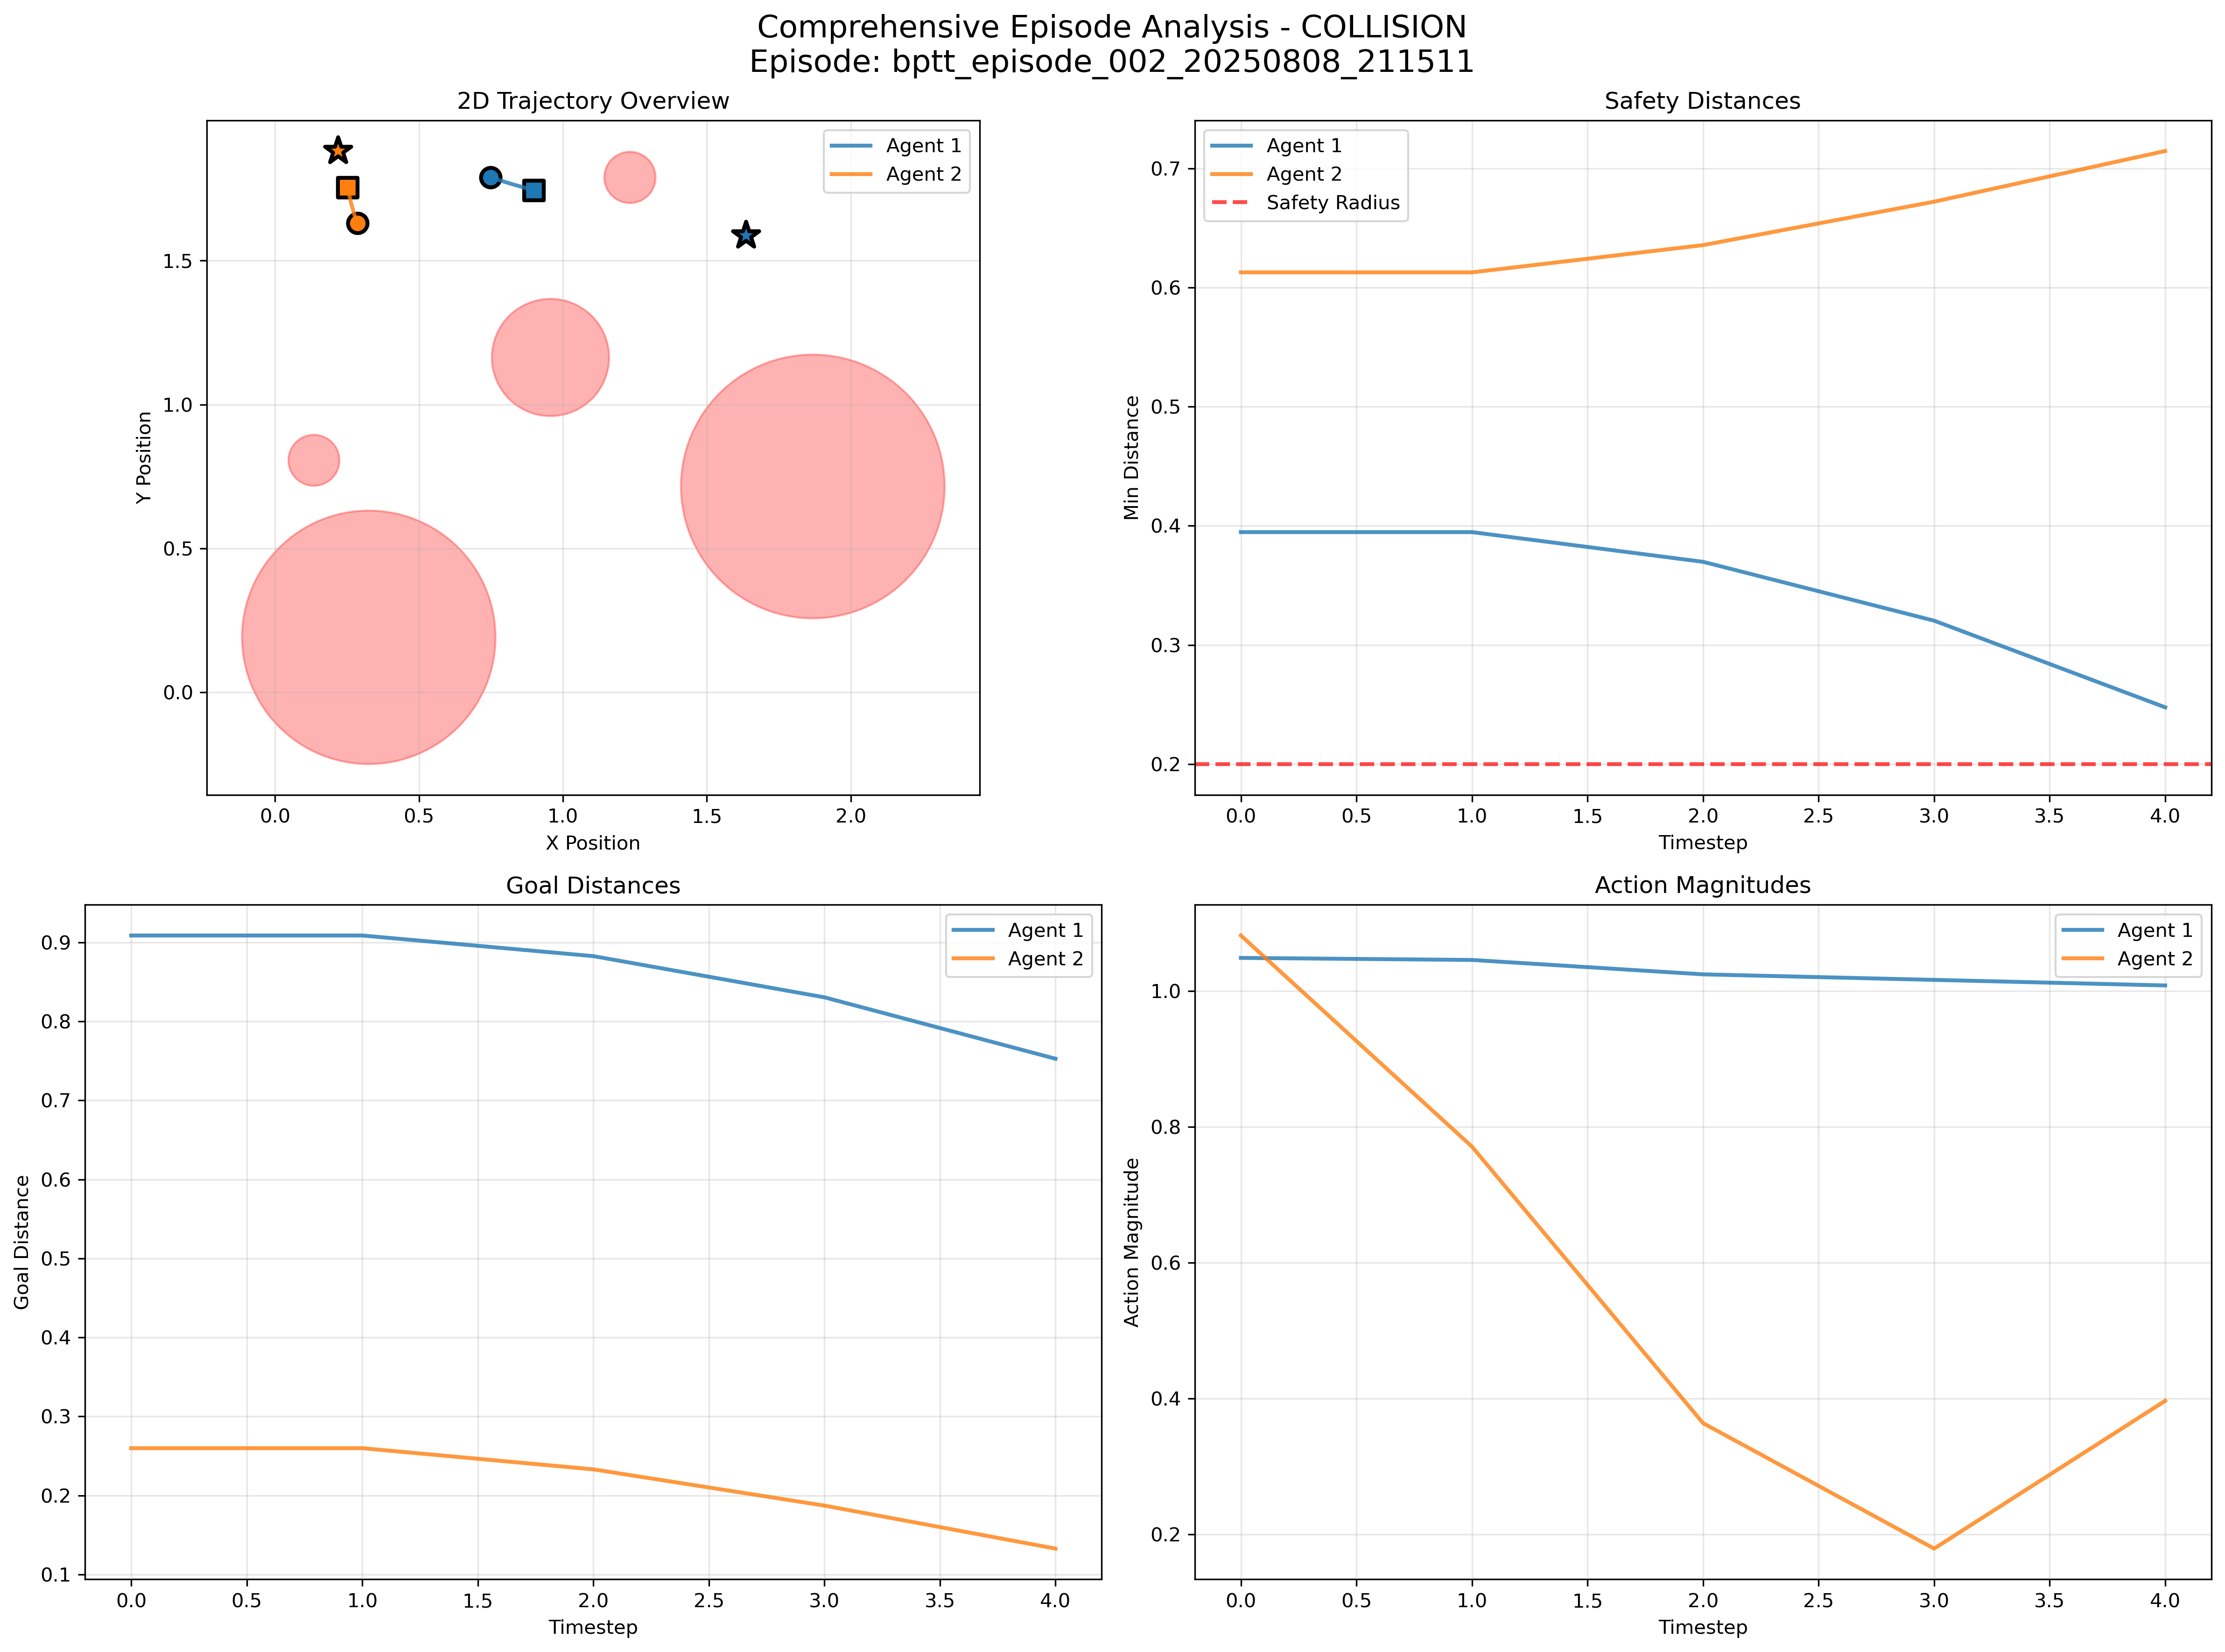 Comprehensive Episode Analysis - COLLISION
Episode: bptt_episode_002_20250808_211511
2D Trajectory Overview
Agent 1
Agent 2
1.5
1.0
0.5
0.0
Y Position
0.0 0.5 1.0 1.5 2.0
X Position
Safety Distances
Agent 1
Agent 2
Safety Radius
0.7
0.6
0.5
0.4
0.3
0.2
Min Distance
0.0 0.5 1.0 1.5 2.0 2.5 3.0 3.5 4.0
Timestep
Goal Distances
Agent 1
Agent 2
0.9
0.8
0.7
0.6
0.5
0.4
0.3
0.2
0.1
Goal Distance
0.0 0.5 1.0 1.5 2.0 2.5 3.0 3.5 4.0
Timestep
Action Magnitudes
Agent 1
Agent 2
1.0
0.8
0.6
0.4
0.2
Action Magnitude
0.0 0.5 1.0 1.5 2.0 2.5 3.0 3.5 4.0
Timestep